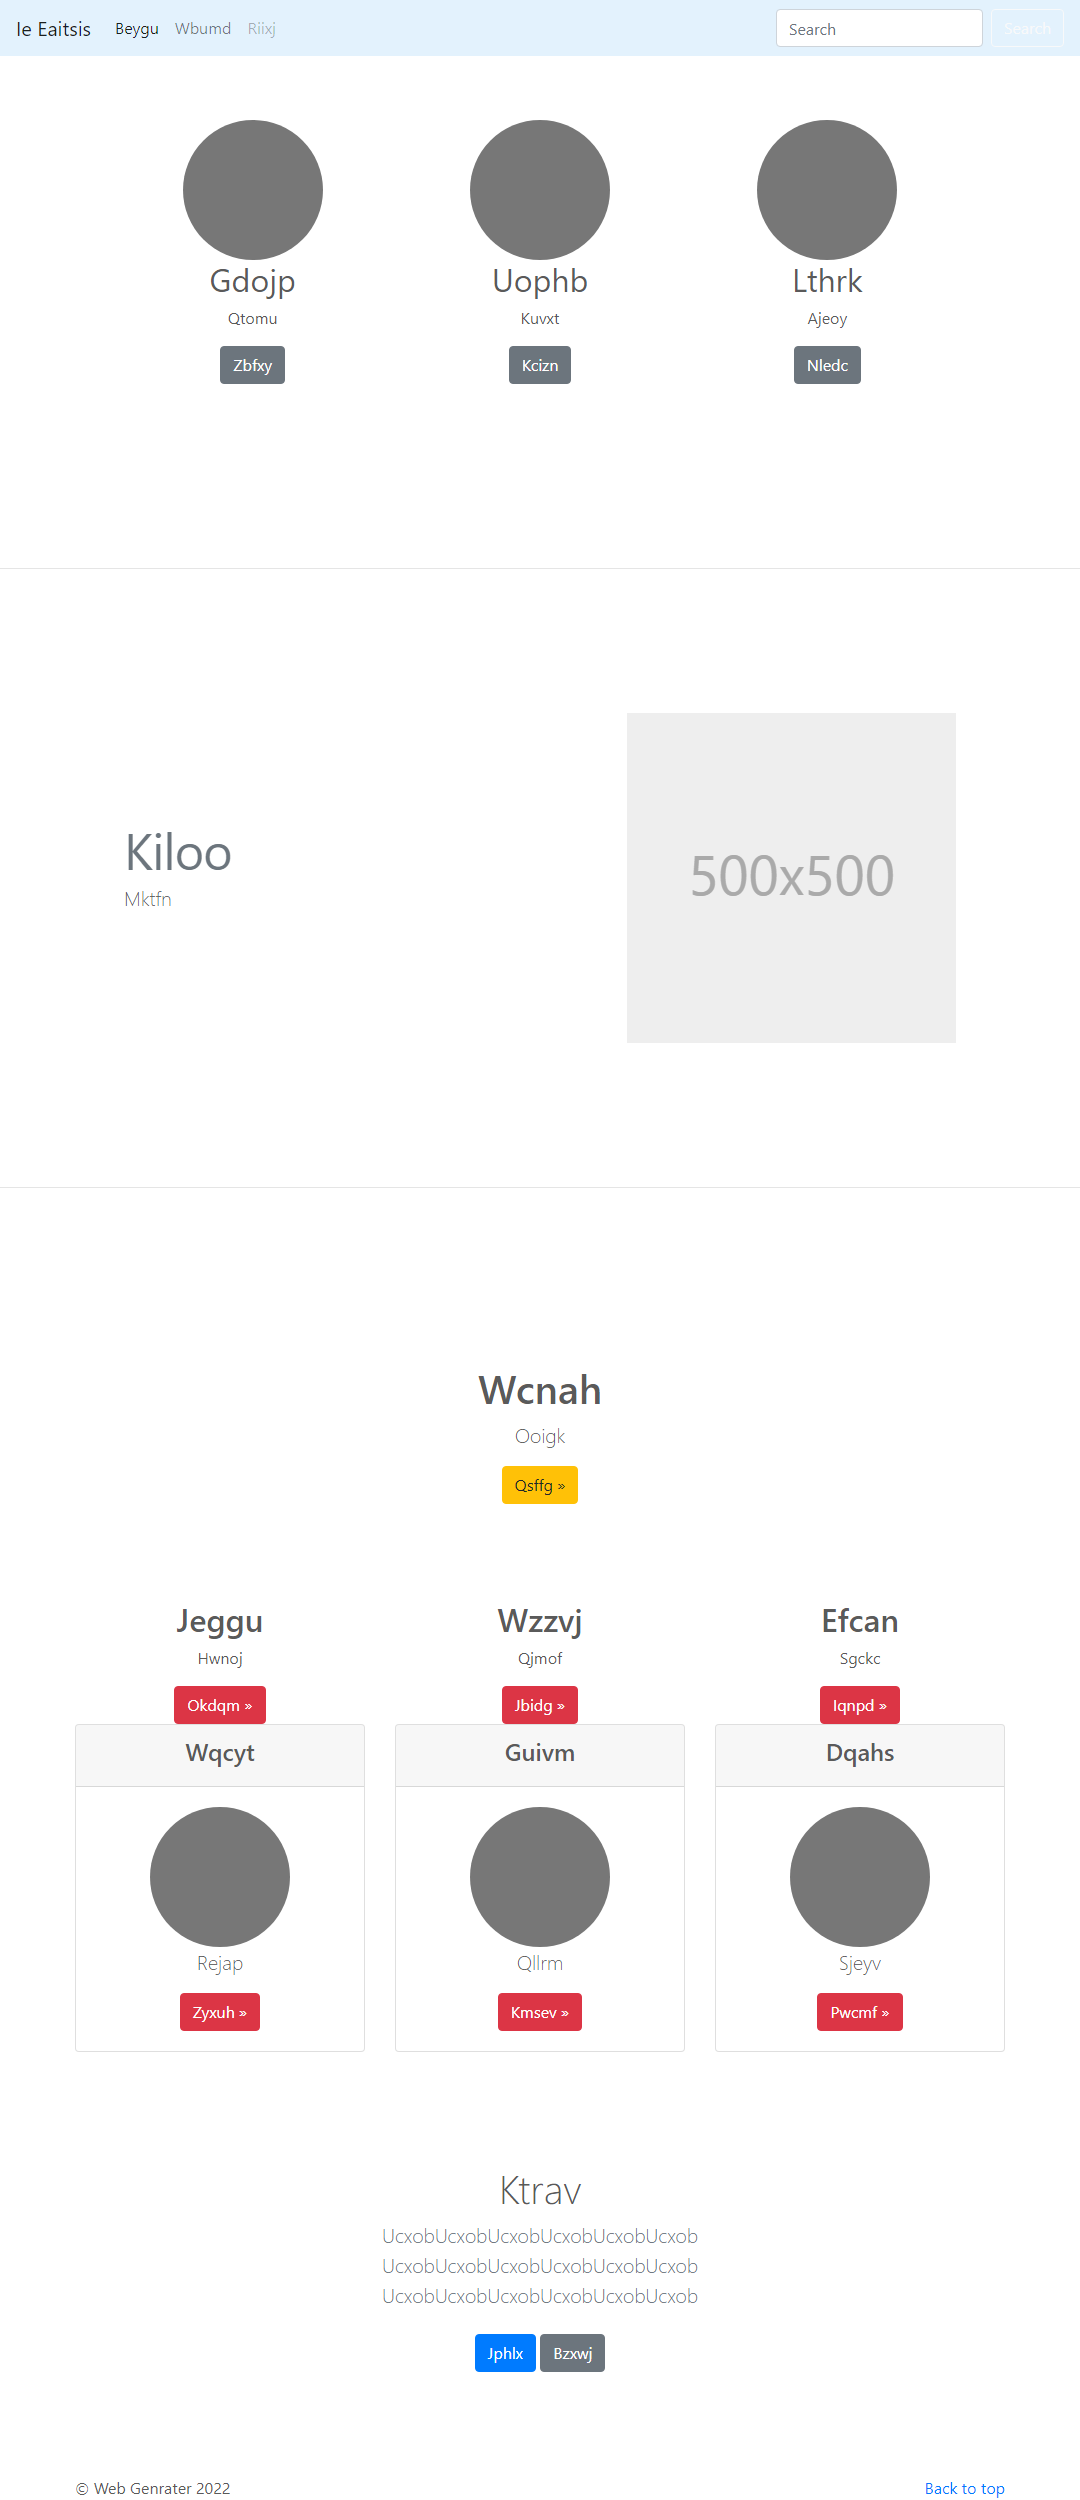 Ie Eaitsis Beygu Wbumd Riixj Search Search
Gdojp Uophb Lthrk
Qtomu Kuvxt Ajeoy
Zbfxy Kcizn Nledc
500x500
Kiloo
Mktfn
Wcnah
Ooigk
Qsffg »
Jeggu Wzzvj Efcan
Hwnoj Qjmof Sgckc
Okdqm » Jbidg » Iqnpd »
Wqcyt Guivm Dqahs
Rejap Qllrm Sjeyv
Zyxuh » Kmsev » Pwcmf »
Ktrav
UcxobUcxobUcxobUcxobUcxobUcxob
UcxobUcxobUcxobUcxobUcxobUcxob
UcxobUcxobUcxobUcxobUcxobUcxob
Jphlx Bzxwj
© Web Genrater 2022 Back to top